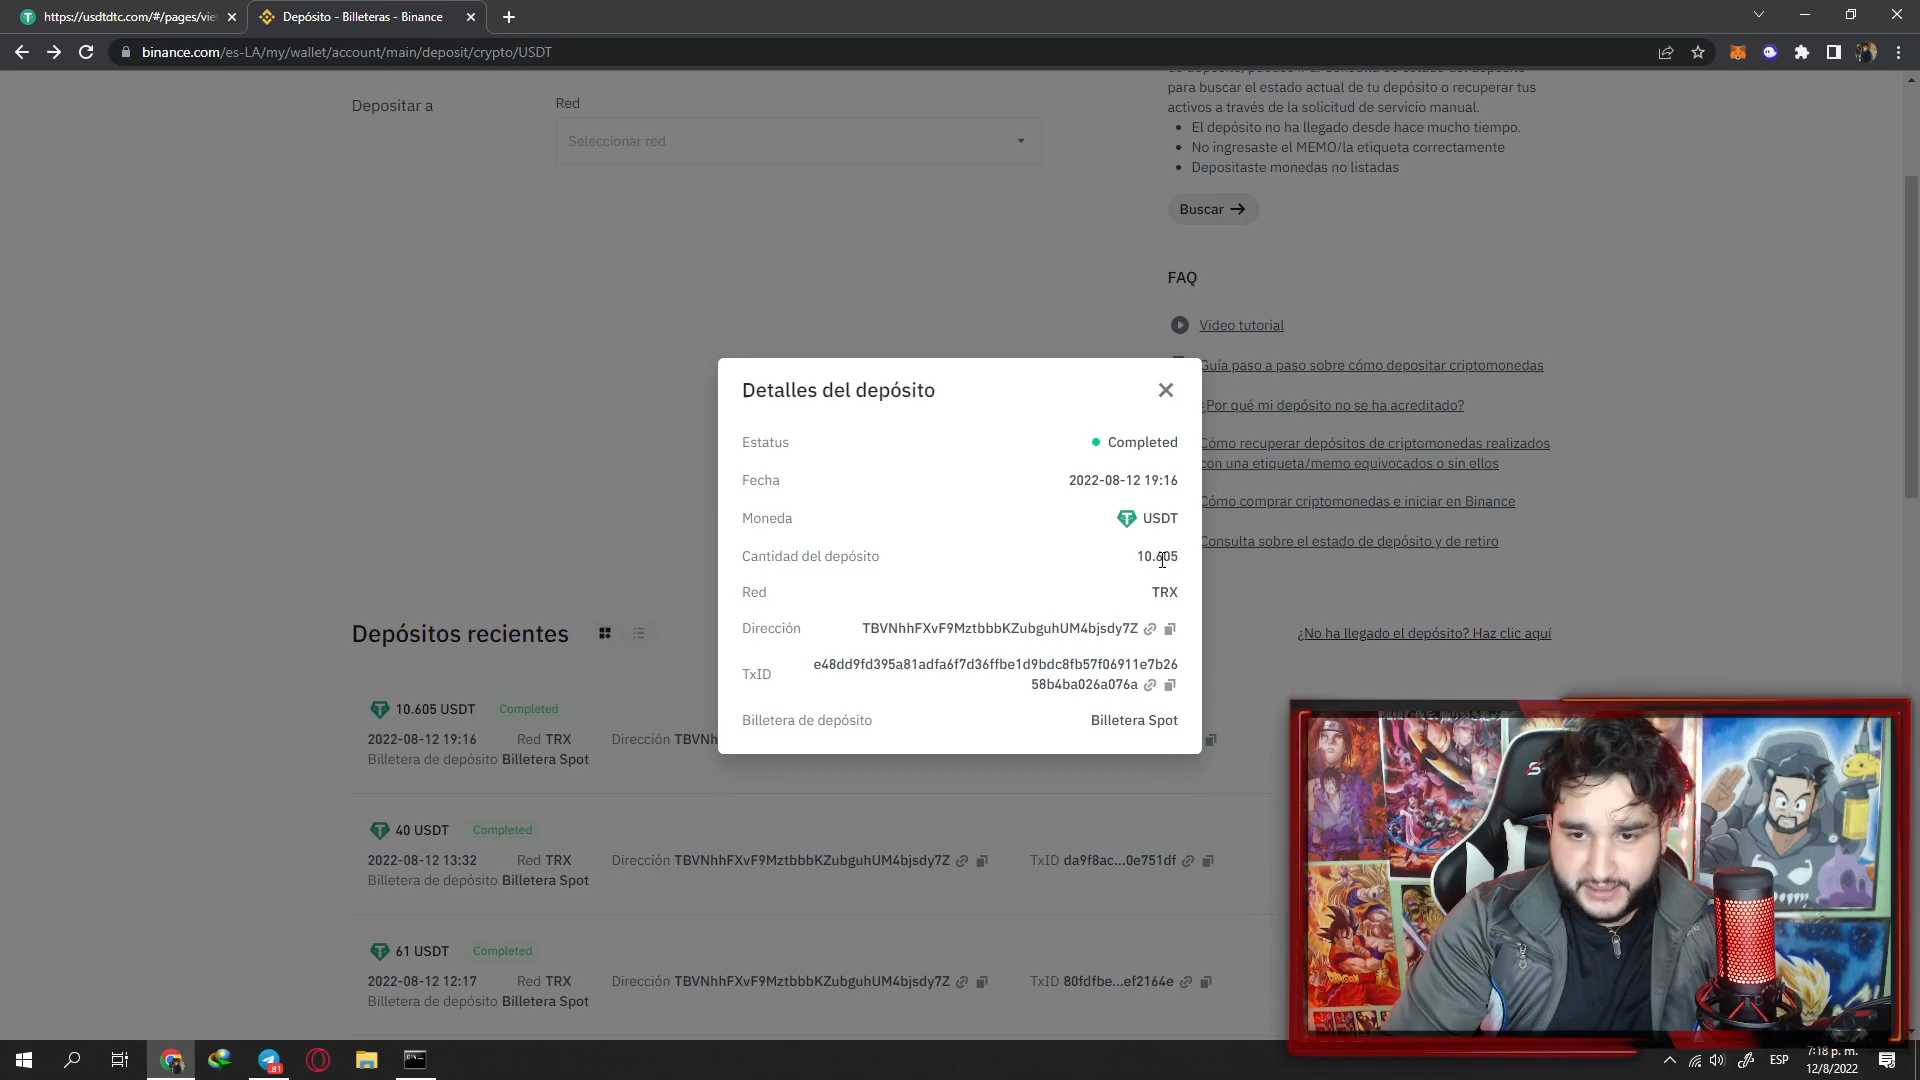 https://usdtdtc.com/#/pages/vie
Depósito - Billeteras - Binance
binance.com/es-LA/my/wallet/account/main/deposit/crypto/USDT
para buscar el estado actual de tu depósito o recuperar tus
activos a través de la solicitud de servicio manual.
El depósito no ha llegado desde hace mucho tiempo.
No ingresaste el MEMO/la etiqueta correctamente
Depositaste monedas no listadas
Buscar
Depositar a
Red
Seleccionar red
FAQ
Video tutorial
Guía paso a paso sobre cómo depositar criptomonedas
¿Por qué mi depósito no se ha acreditado?
Cómo recuperar depósitos de criptomonedas realizados
con una etiqueta/memo equivocados o sin ellos
Cómo comprar criptomonedas e iniciar en Binance
Consulta sobre el estado de depósito y de retiro
Detalles del depósito
Estatus Completed
Fecha 2022-08-12 19:16
Moneda USDT
Cantidad del depósito 10.605
Red TRX
Dirección TBVNhhFXvF9MztbbbKZubguhUM4bjsdy7Z
TxID e48dd9fd395a81adfa6f7d36ffbe1d9bdc8fb57f06911e7b26
58b4ba026a076a
Billetera de depósito Billetera Spot
Depósitos recientes
¿No ha llegado el depósito? Haz clic aquí
10.605 USDT Completed
2022-08-12 19:16 Red TRX Dirección TBVNh
Billetera de depósito Billetera Spot
40 USDT Completed
2022-08-12 13:32 Red TRX Dirección TBVNhhFXvF9MztbbbKZubguhUM4bjsdy7Z TxID da9f8ac...0e751df
Billetera de depósito Billetera Spot
61 USDT Completed
2022-08-12 12:17 Red TRX Dirección TBVNhhFXvF9MztbbbKZubguhUM4bjsdy7Z TxID 80fdfbe...ef2164e
Billetera de depósito Billetera Spot
81
ESP
7:18 p. m.
12/8/2022